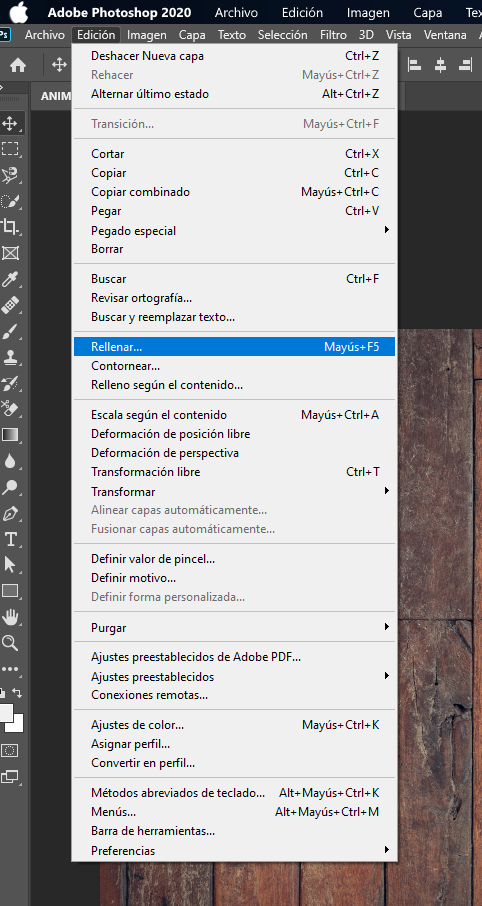 Adobe Photoshop 2020 Archivo Edición Imagen Capa
Ps Archivo Edición Imagen Capa Texto Selección Filtro 3D Vista Ventana
ANIM
Deshacer Nueva capa Ctrl+Z
Rehacer Mayús+Ctrl+Z
Alternar último estado Alt+Ctrl+Z
Transición... Mayús+Ctrl+F
Cortar Ctrl+X
Copiar Ctrl+C
Copiar combinado Mayús+Ctrl+C
Pegar Ctrl+V
Pegado especial
Borrar
Buscar Ctrl+F
Revisar ortografía...
Buscar y reemplazar texto...
Rellenar... Mayús+F5
Contornear...
Relleno según el contenido...
Escala según el contenido Mayús+Ctrl+A
Deformación de posición libre
Deformación de perspectiva
Transformación libre Ctrl+T
Transformar
Alinear capas automáticamente...
Fusionar capas automáticamente...
Definir valor de pincel...
Definir motivo...
Definir forma personalizada...
Purgar
Ajustes preestablecidos de Adobe PDF...
Ajustes preestablecidos
Conexiones remotas...
Ajustes de color... Mayús+Ctrl+K
Asignar perfil...
Convertir en perfil...
Métodos abreviados de teclado... Alt+Mayús+Ctrl+K
Menús... Alt+Mayús+Ctrl+M
Barra de herramientas...
Preferencias